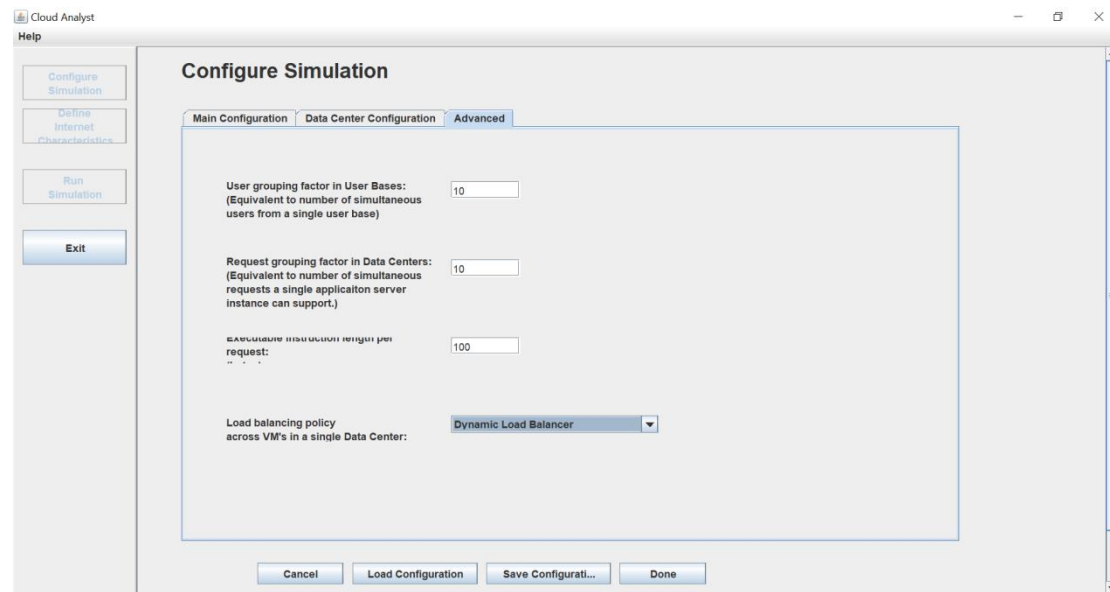 Cloud Analyst
Help
Configure
Simulation
Define
Internet
Characteristics
Run
Simulation
Exit
Configure Simulation
Main Configuration
Data Center Configuration
Advanced
User grouping factor in User Bases:
(Equivalent to number of simultaneous
users from a single user base)
10
Request grouping factor in Data Centers:
(Equivalent to number of simultaneous
requests a single applicaiton server
instance can support.)
10
Executable instruction length per
request:
100
Load balancing policy
across VM's in a single Data Center:
Dynamic Load Balancer
Cancel
Load Configuration
Save Configurati...
Done